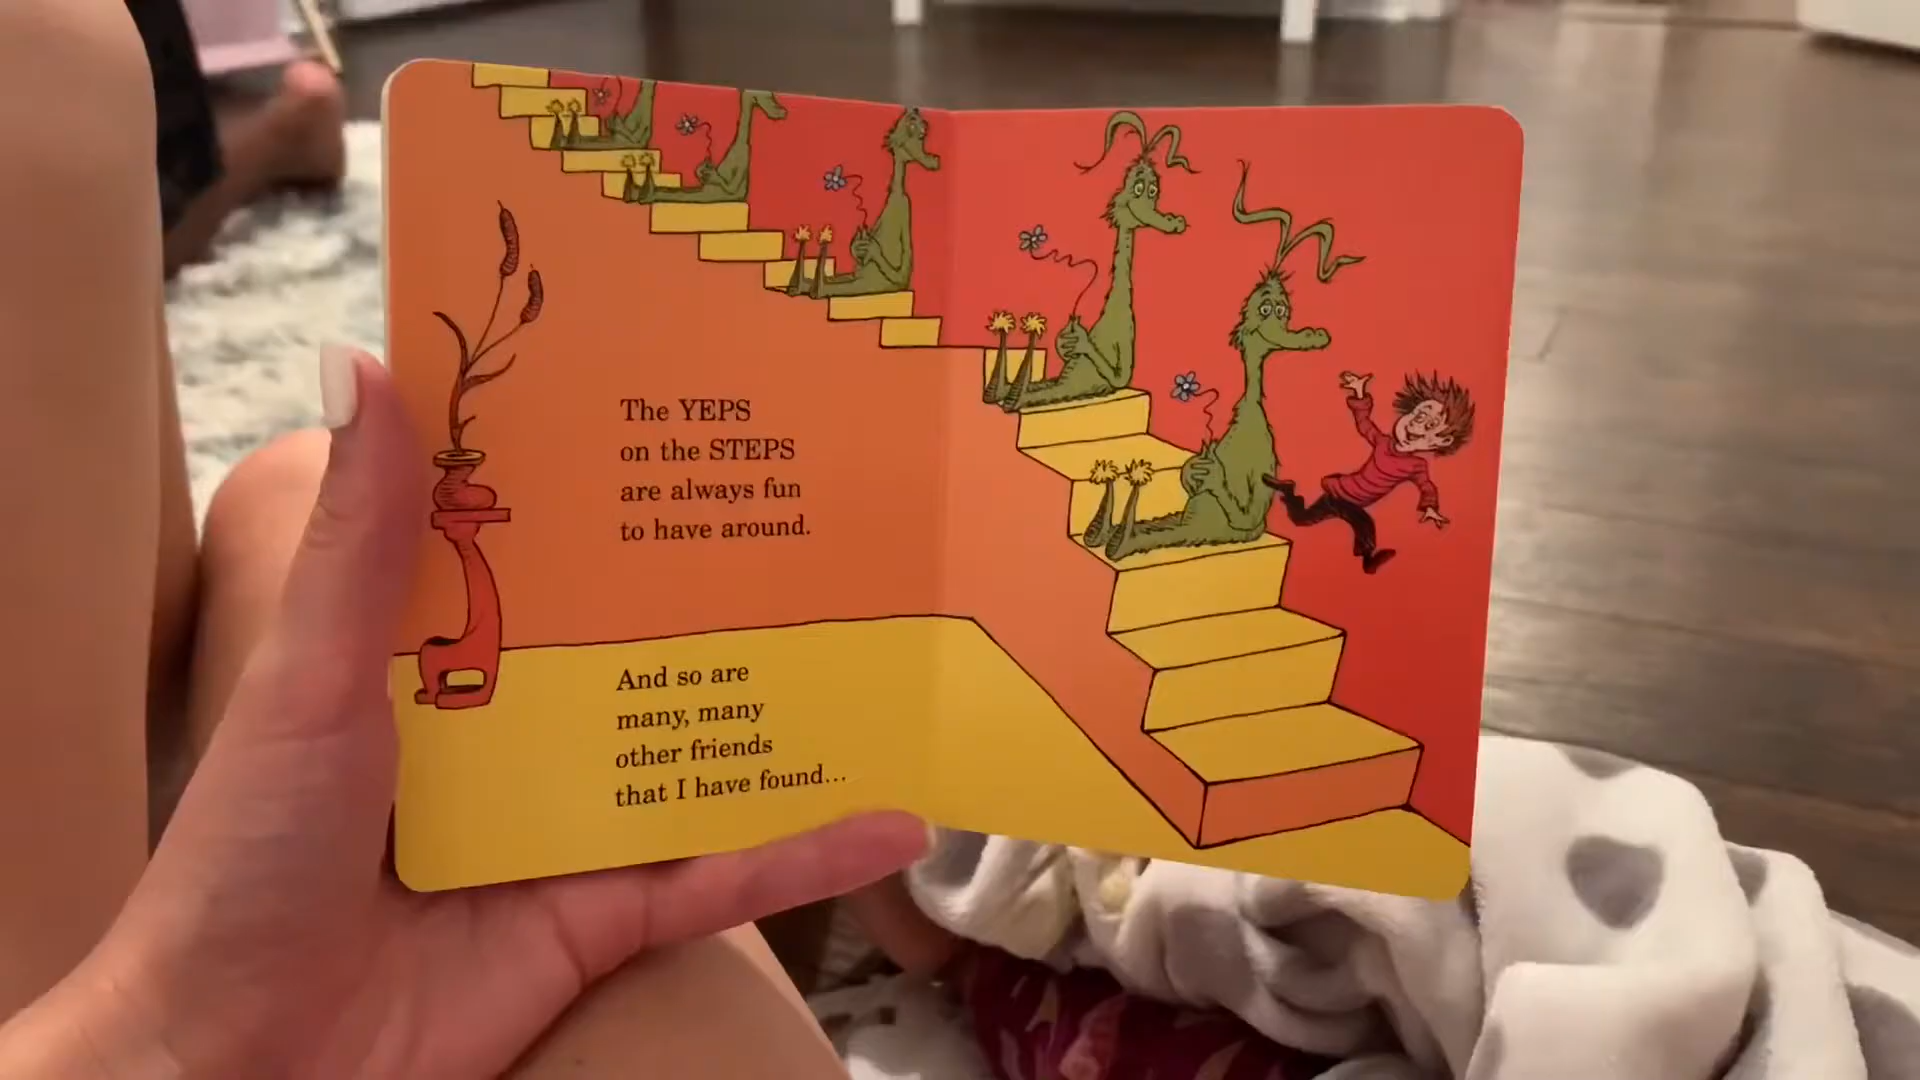 The YEPS
on the STEPS
are always fun
to have around.
And so are
many, many
other friends
that I have found...